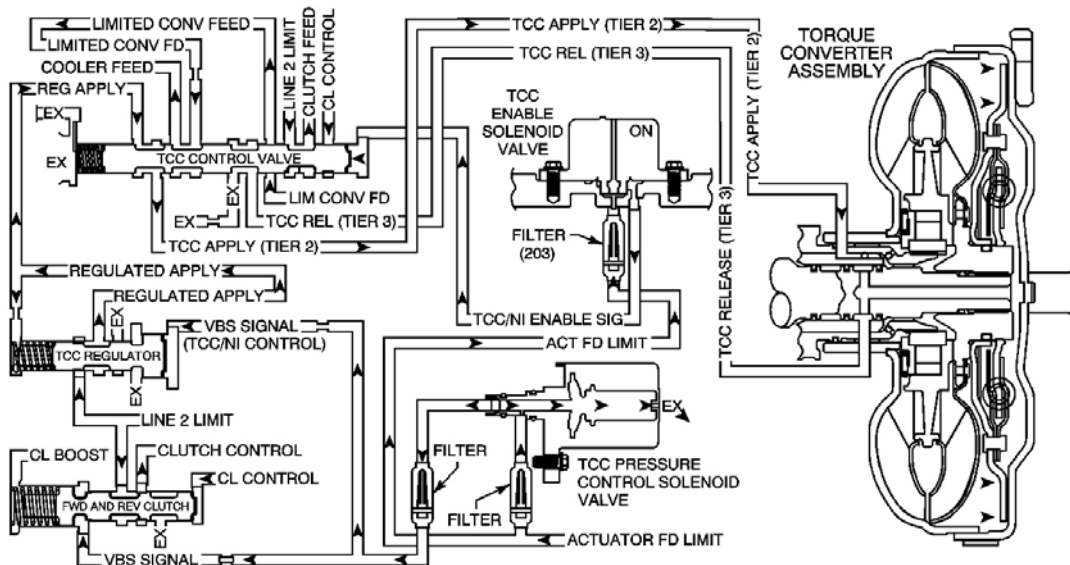 LIMITED CONV FEED
LIMITED CONV FD
COOLER FEED
REG APPLY
EX
EX
LINE 2 LIMIT
CLUTCH FEED
CL CONTROL
TCC CONTROL VALVE
LIM CONV FD
EX
EX
TCC REL (TIER 3)
TCC APPLY (TIER 2)
TCC APPLY (TIER 2)
TCC REL (TIER 3)
TCC
ENABLE
SOLENOID
VALVE
ON
FILTER
(203)
TCC APPLY (TIER 2)
TCC RELEASE (TIER 3)
TORQUE
CONVERTER
ASSEMBLY
REGULATED APPLY
REGULATED APPLY
EX
VBS SIGNAL
(TCC/NI CONTROL)
TCC REGULATOR
EX
TCC/NI ENABLE SIG
ACT FD LIMIT
LINE 2 LIMIT
CL BOOST
CLUTCH CONTROL
CL CONTROL
FWD AND REV CLUTCH
EX
VBS SIGNAL
EX
FILTER
FILTER
TCC PRESSURE
CONTROL SOLENOID
VALVE
ACTUATOR FD LIMIT